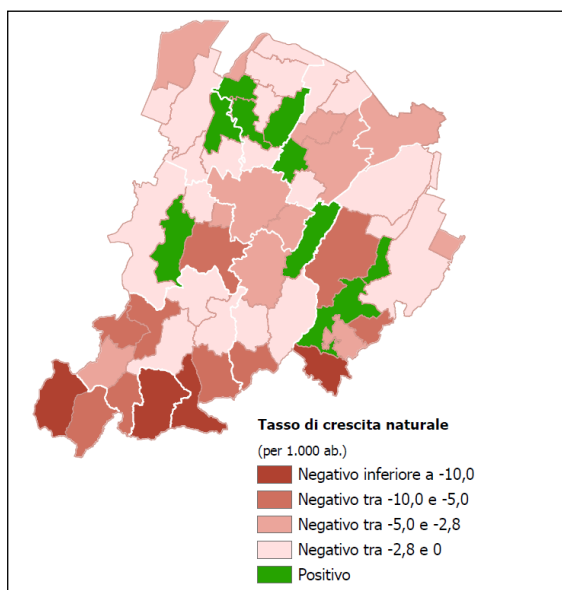 Tasso di crescita naturale
(per 1.000 ab.)
Negativo inferiore a -10,0
Negativo tra -10,0 e -5,0
Negativo tra -5,0 e -2,8
Negativo tra -2,8 e 0
Positivo